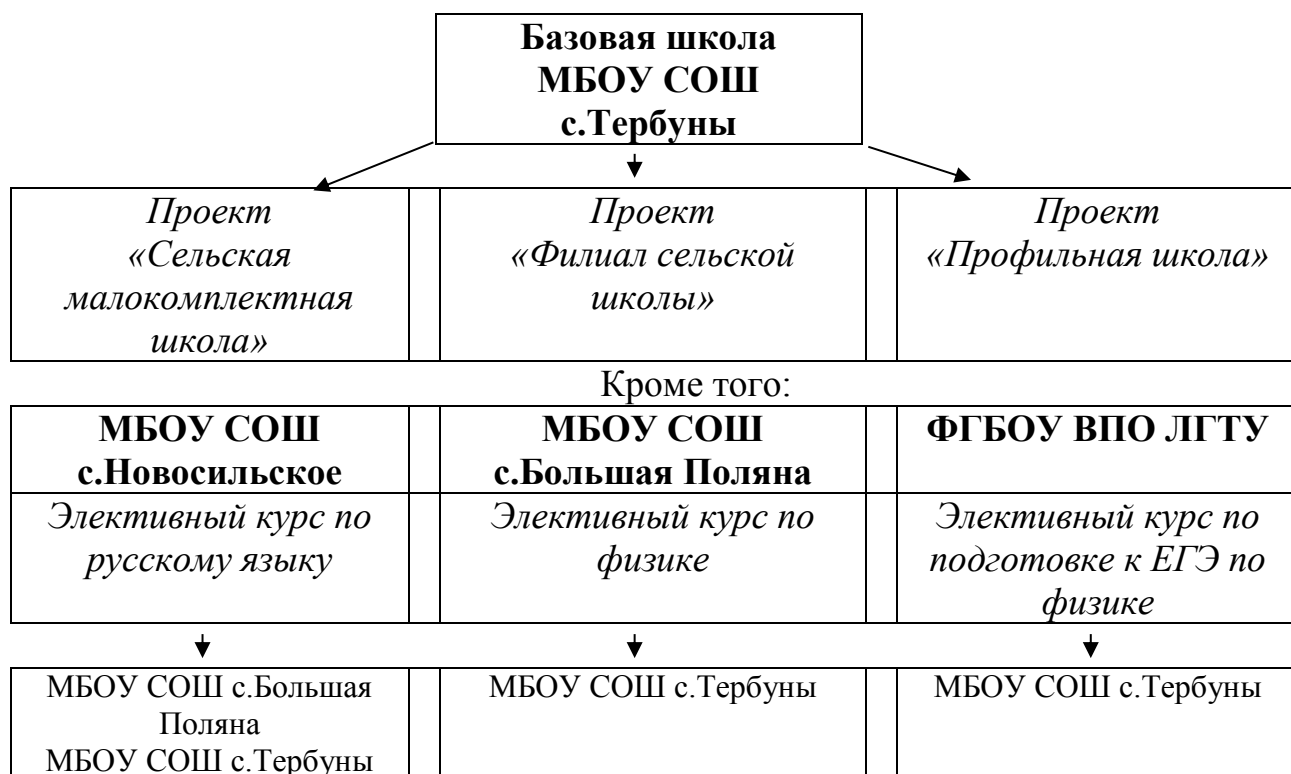 Базовая школа
МБОУ СОШ
с.Тербуны
Проект
«Сельская
малокомплектная
школа»
Проект
«Филиал сельской
школы»
Проект
«Профильная школа»
Кроме того:
МБОУ СОШ
с.Новосильское
МБОУ СОШ
с.Большая Поляна
ФГБОУ ВПО ЛГТУ
Элективный курс по
русскому языку
Элективный курс по
физике
Элективный курс по
подготовке к ЕГЭ по
физике
МБОУ СОШ с.Большая
Поляна
МБОУ СОШ с.Тербуны
МБОУ СОШ с.Тербуны
МБОУ СОШ с.Тербуны